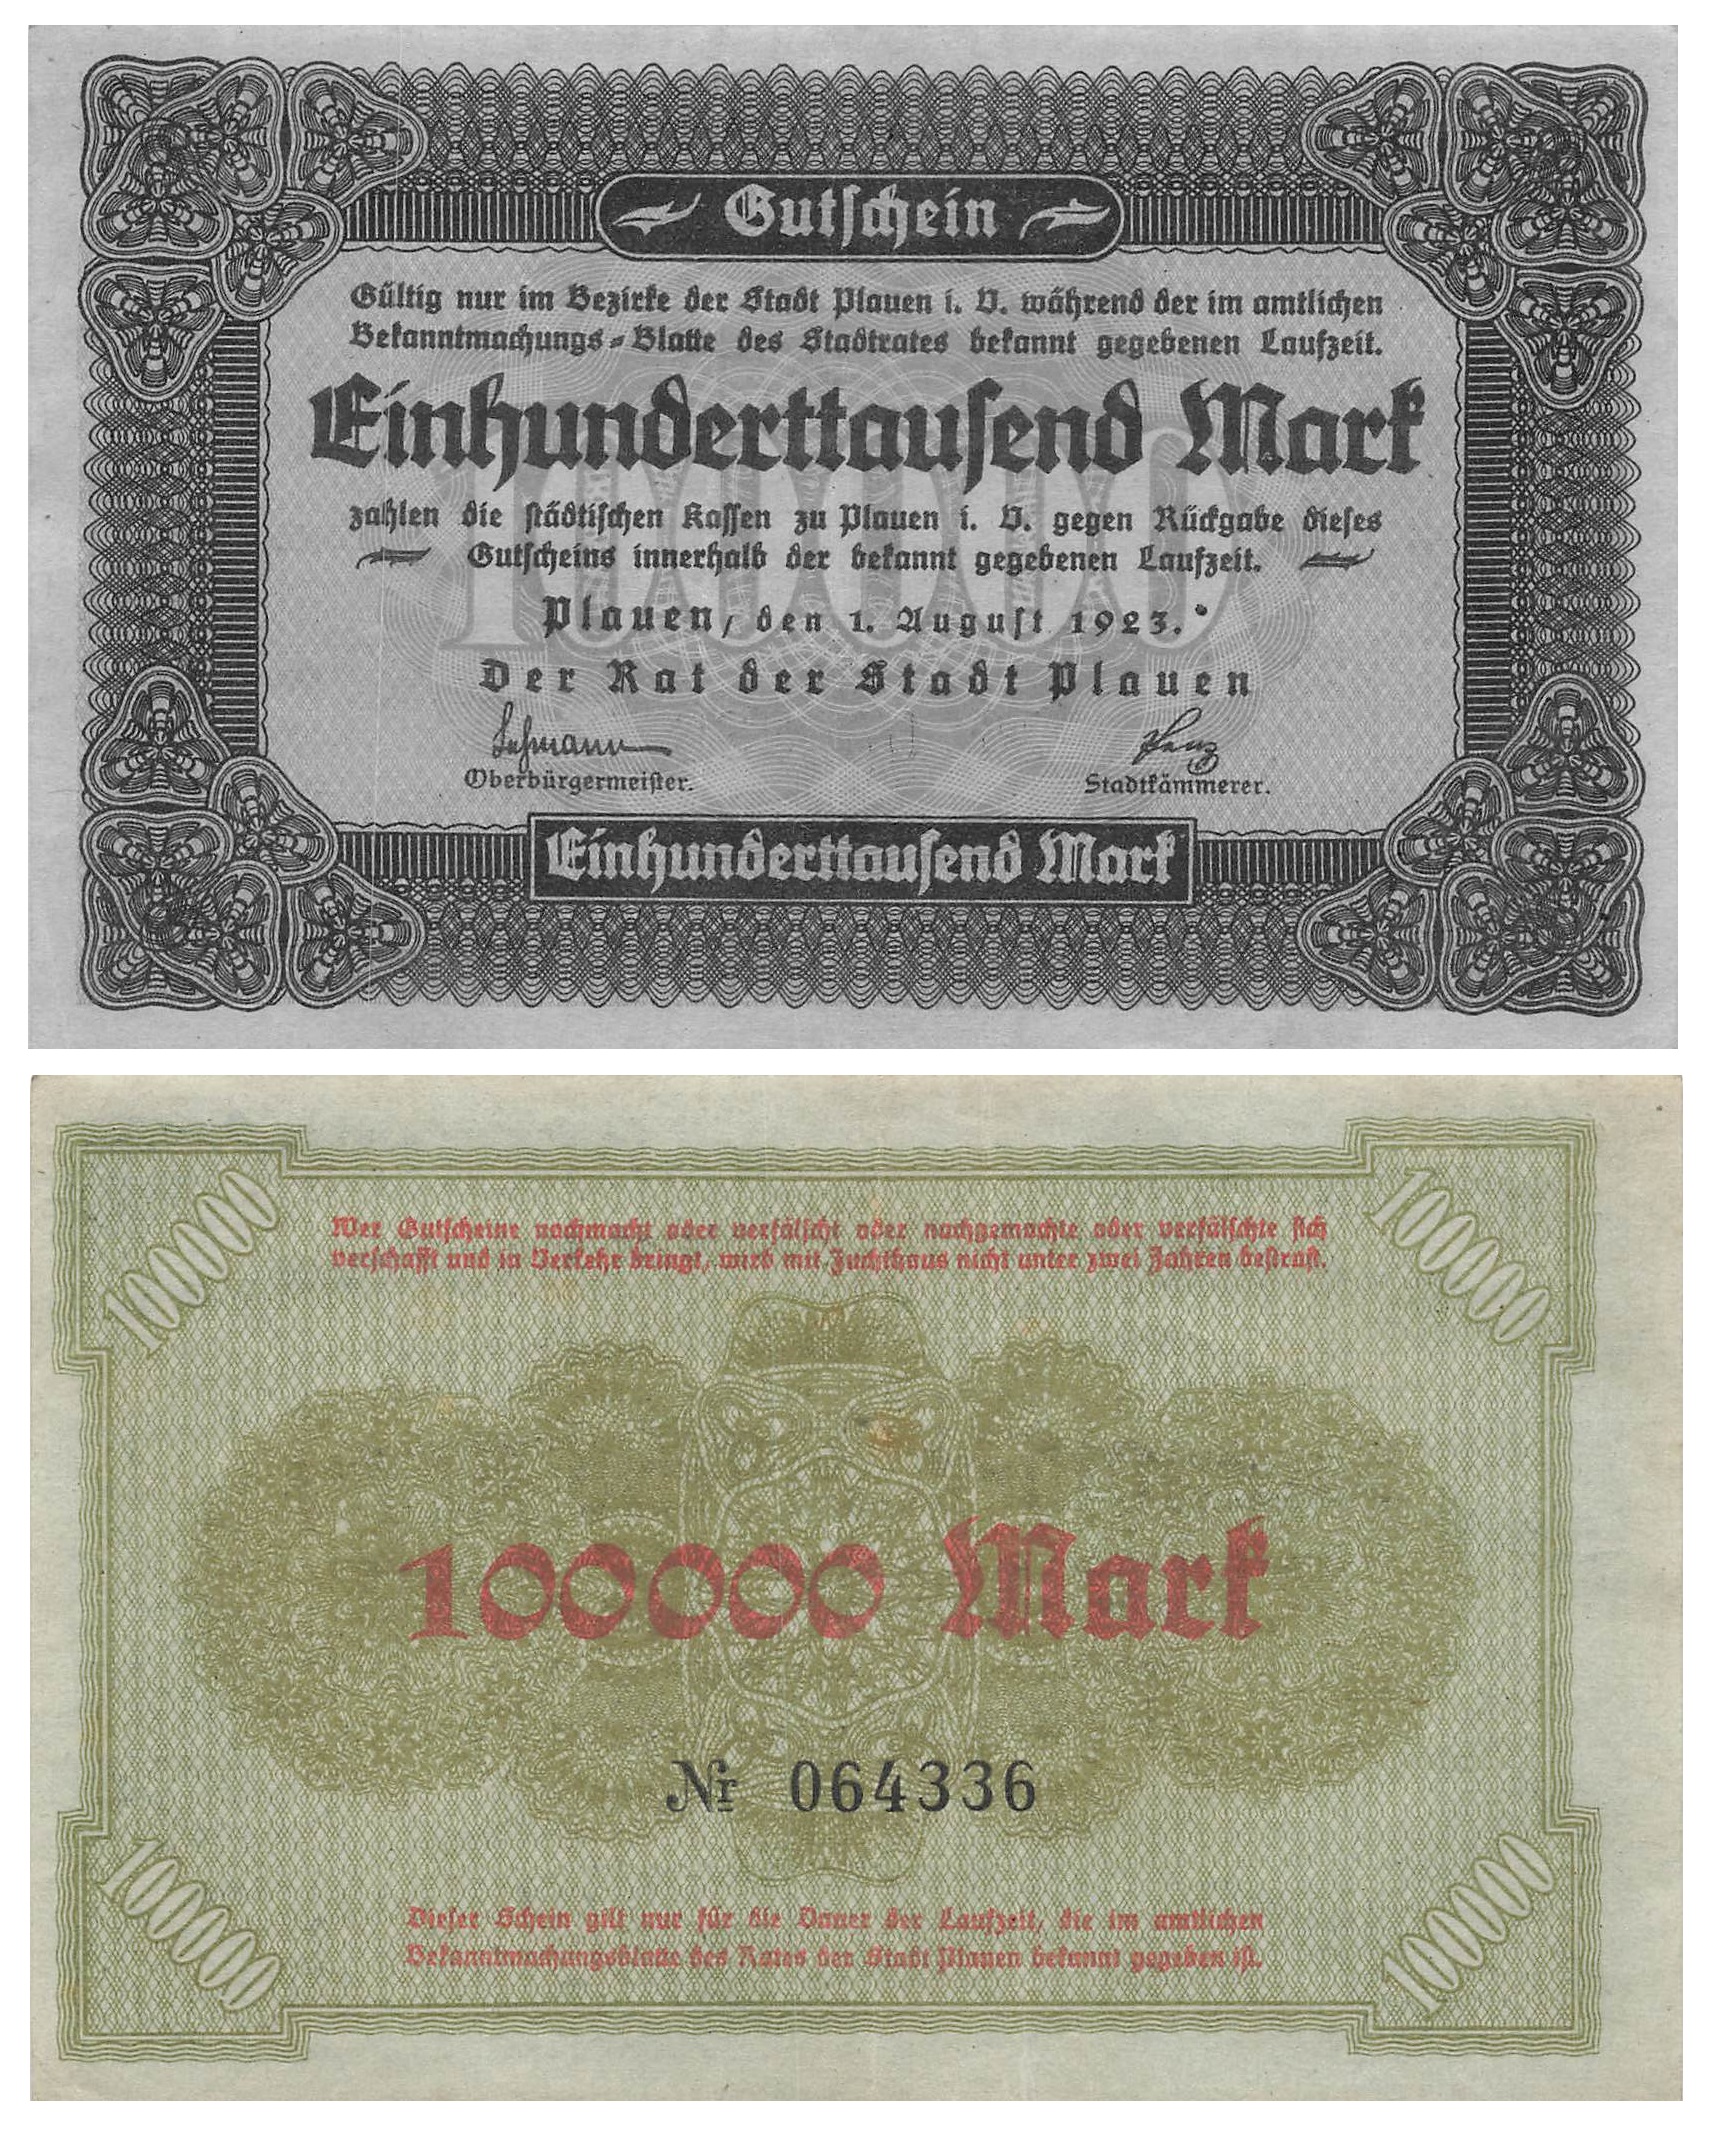 Gutschein
Gültig nur im Bezirke der Stadt Plauen i. V. während der im amtlichen
Bekanntmachungs-Blatte des Stadtrates bekannt gegebenen Laufzeit.
100000
Einhunderttausend Mark
zahlen die städtischen Kassen zu Plauen i. V. gegen Rückgabe dieses
Gutscheins innerhalb der bekannt gegebenen Laufzeit.
Plauen, den 1. August 1923.
Der Rat der Stadt Plauen
Lehmann
Oberbürgermeister. Stadtkämmerer.
Einhunderttausend Mark
100000 100000
Wer Gutscheine nachmacht oder verfälscht oder nachgemachte oder verfälschte sich
verschafft und in Verkehr bringt, wird mit Zuchthaus nicht unter zwei Jahren bestraft.
100000 Mark
Nr 064336
100000 100000
Dieser Schein gilt nur für die Dauer der Laufzeit, die im amtlichen
Bekanntmachungsblatte des Rates der Stadt Plauen bekannt gegeben ist.